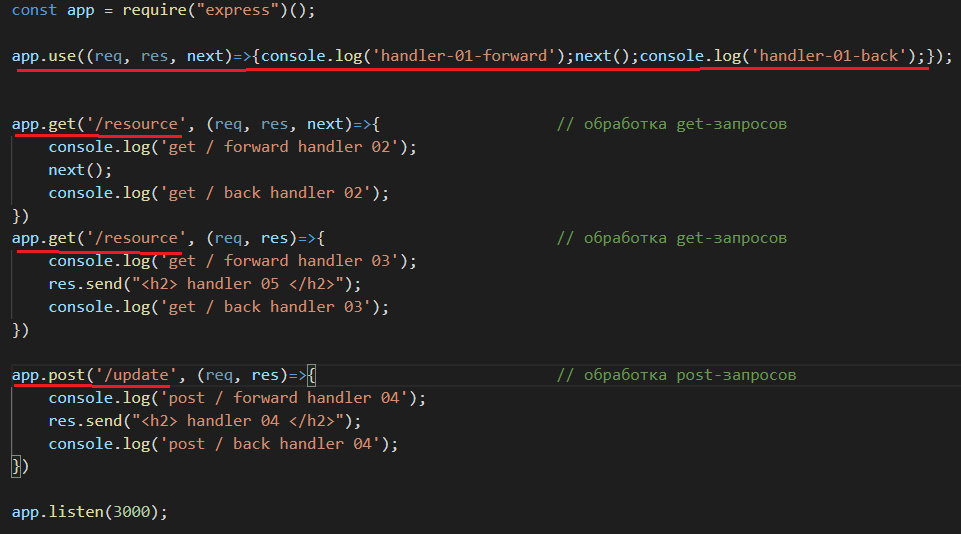 const app = require("express")();
app.use((req, res, next)=>{console.log('handler-01-forward');next();console.log('handler-01-back');});
app.get('/resource', (req, res, next)=>{ // обработка get-запросов
console.log('get / forward handler 02');
next();
console.log('get / back handler 02');
})
app.get('/resource', (req, res)=>{ // обработка get-запросов
console.log('get / forward handler 03');
res.send("<h2> handler 05 </h2>");
console.log('get / back handler 03');
})
app.post('/update', (req, res)=>{ // обработка post-запросов
console.log('post / forward handler 04');
res.send("<h2> handler 04 </h2>");
console.log('post / back handler 04');
})
app.listen(3000);